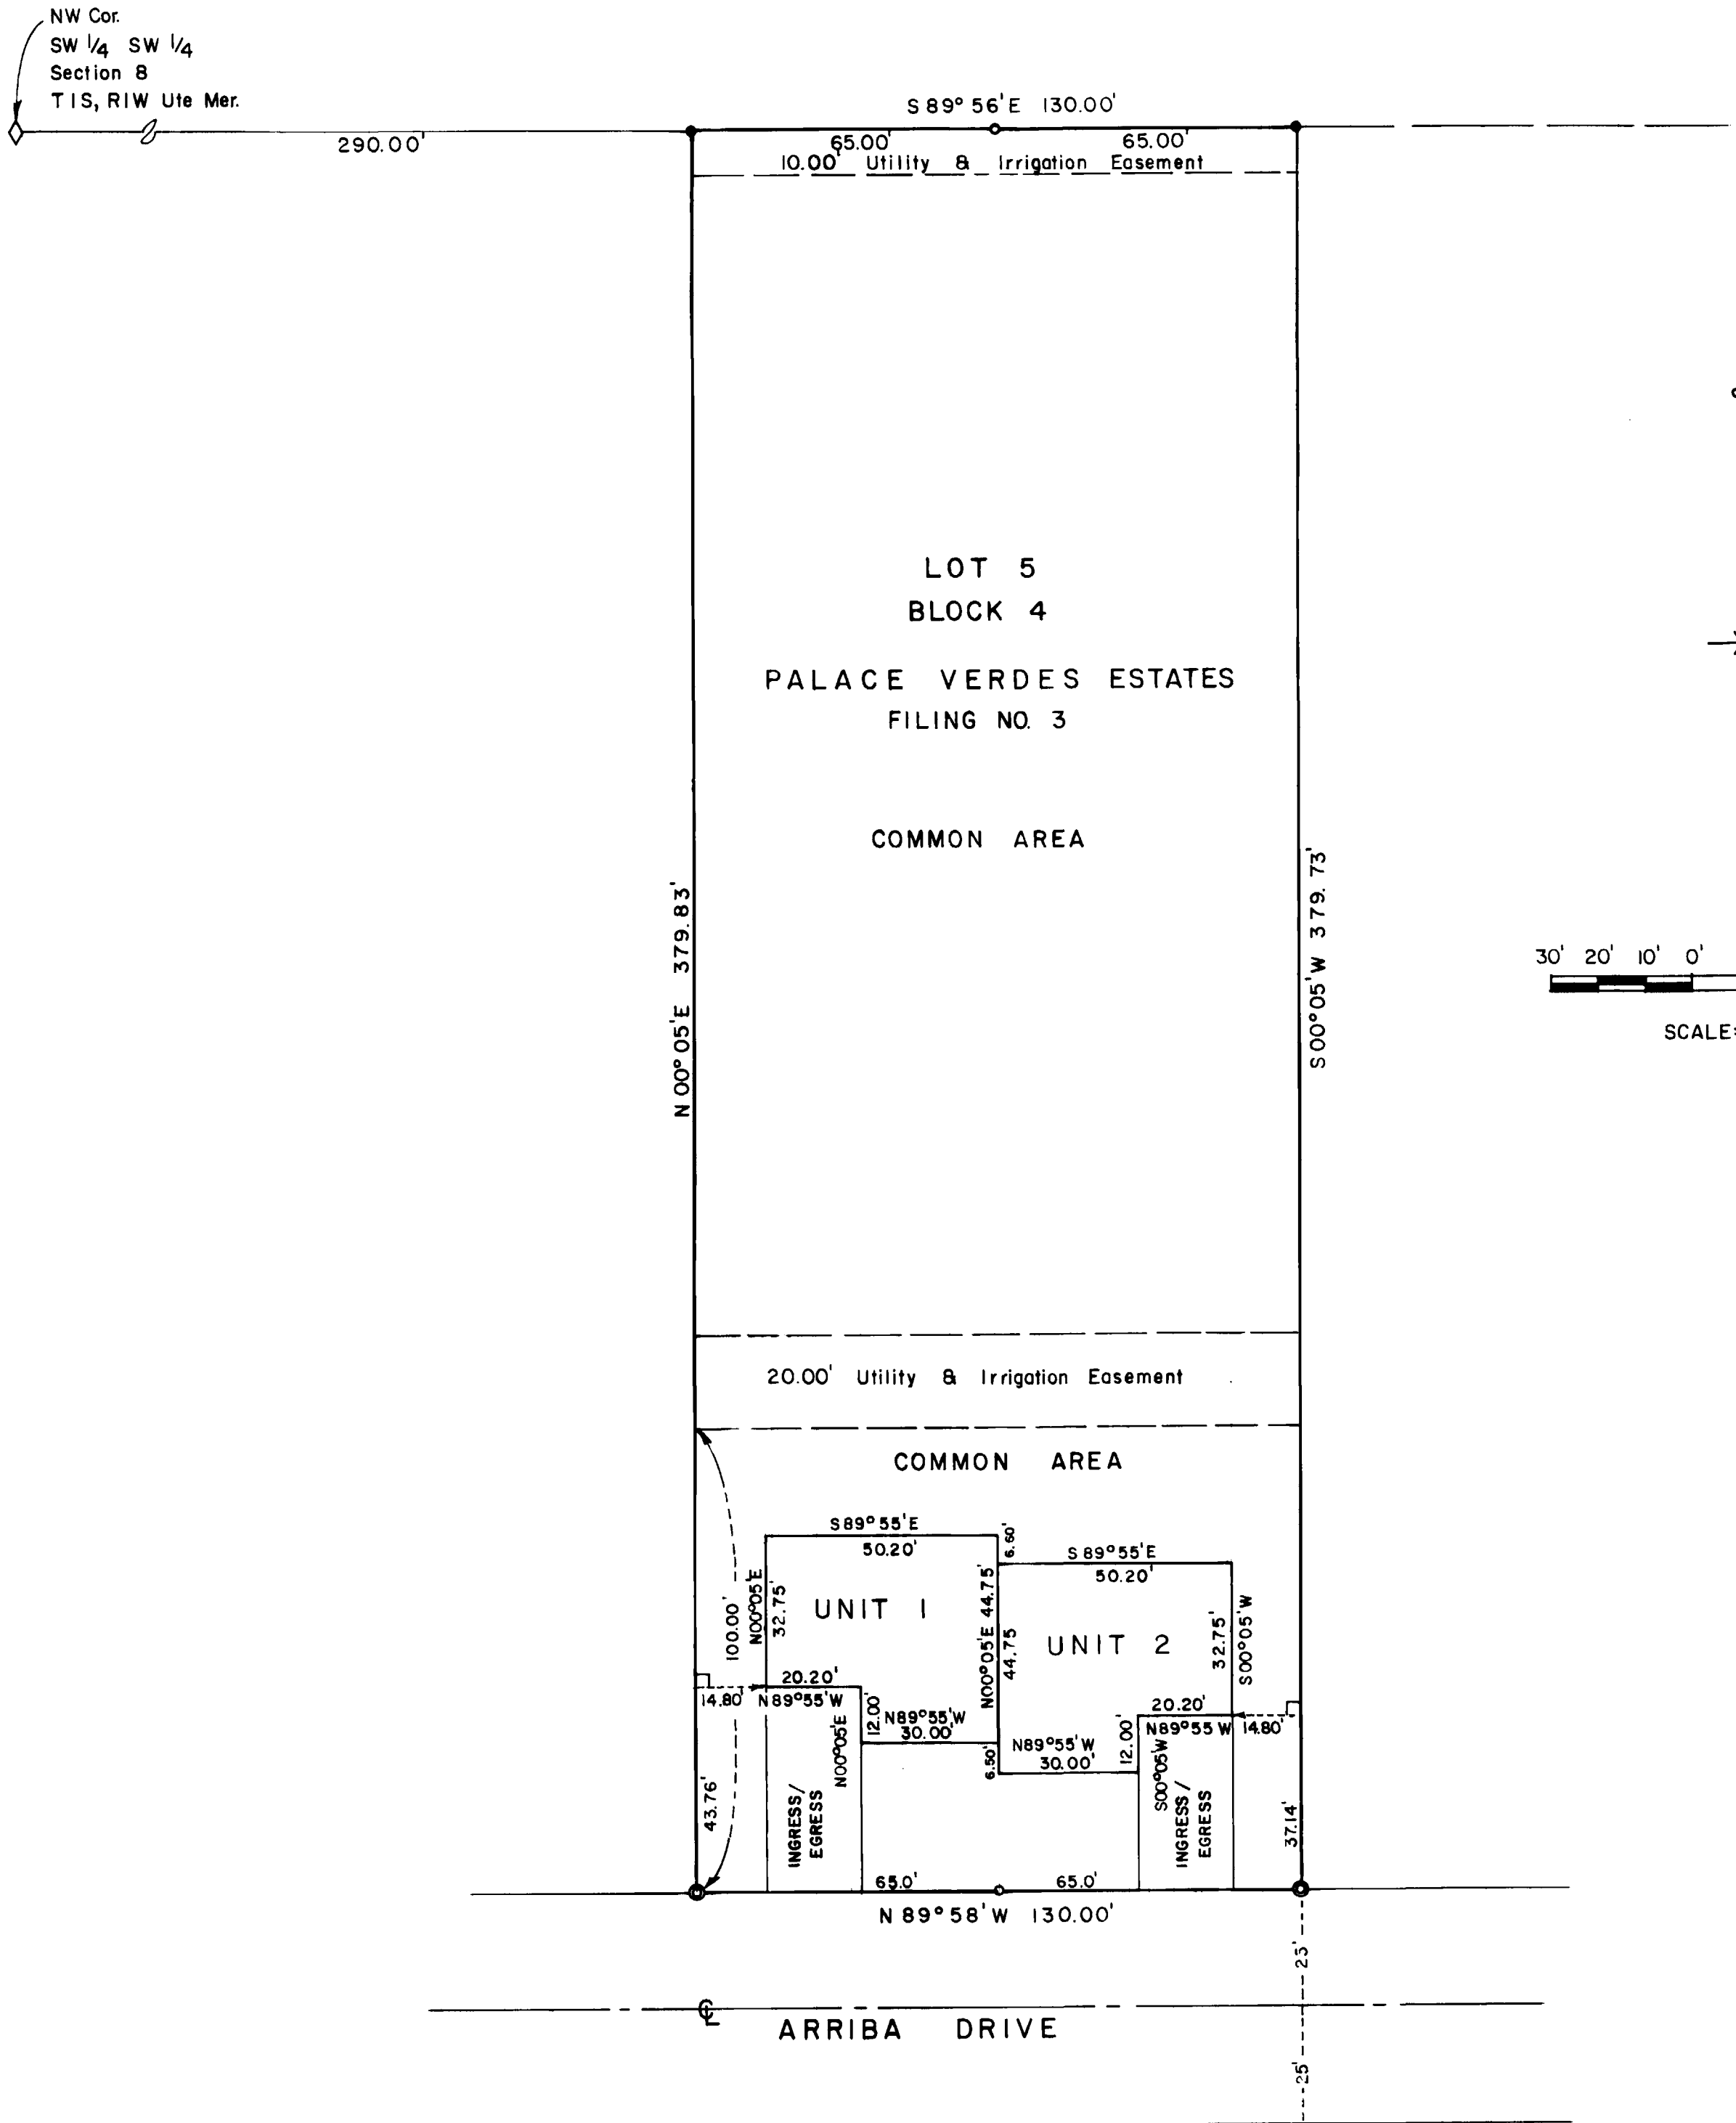 NW Cor.
SW 1/4 SW 1/4
Section 8
T1S, R1W Ute Mer.
S 89° 56' E 130.00'
290.00'
65.00' 65.00'
10.00' Utility & Irrigation Easement
LOT 5
BLOCK 4
PALACE VERDES ESTATES
FILING NO. 3
COMMON AREA
N 00° 05' E 379.83'
S 00° 05' W 379.73'
30' 20' 10' 0'
SCALE=
20.00' Utility & Irrigation Easement
COMMON AREA
S 89° 55' E
50.20'
6.60'
S 89° 55' E
50.20'
100.00'
N00°05'E
32.75'
UNIT 1
N00°05'E 44.75'
44.75
UNIT 2
32.75'
S00°05'W
20.20'
14.80' N89°55'W
N00°05'E
12.00'
N89°55'W
30.00'
6.50'
N89°55'W
30.00'
12.00'
20.20'
N89°55 W 14.80'
S00°05'W
43.76'
INGRESS/
EGRESS
INGRESS/
EGRESS
37.14'
65.0' 65.0'
N 89° 58' W 130.00'
25'
CL
ARRIBA DRIVE
25'